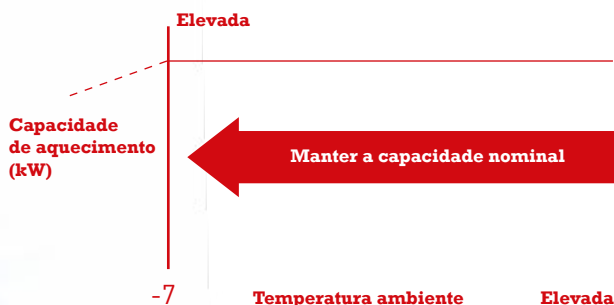 Elevada
Capacidade
de aquecimento
(kW)
Manter a capacidade nominal
-7
Temperatura ambiente
Elevada